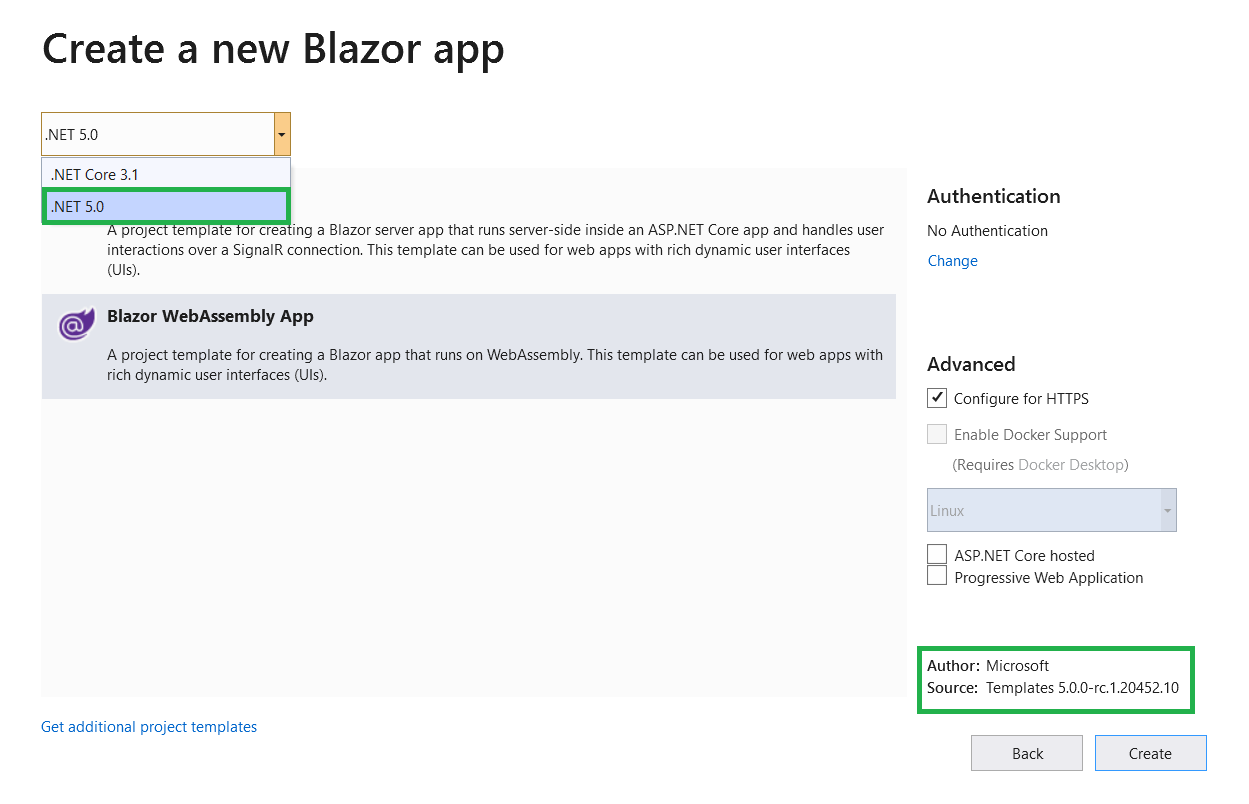 Create a new Blazor app
.NET 5.0
.NET Core 3.1
.NET 5.0
A project template for creating a Blazor server app that runs server-side inside an ASP.NET Core app and handles user
interactions over a SignalR connection. This template can be used for web apps with rich dynamic user interfaces
(UIs).
Blazor WebAssembly App
A project template for creating a Blazor app that runs on WebAssembly. This template can be used for web apps with
rich dynamic user interfaces (UIs).
Authentication
No Authentication
Change
Advanced
Configure for HTTPS
Enable Docker Support
(Requires Docker Desktop)
Linux
ASP.NET Core hosted
Progressive Web Application
Author: Microsoft
Source: Templates 5.0.0-rc.1.20452.10
Get additional project templates
Back
Create